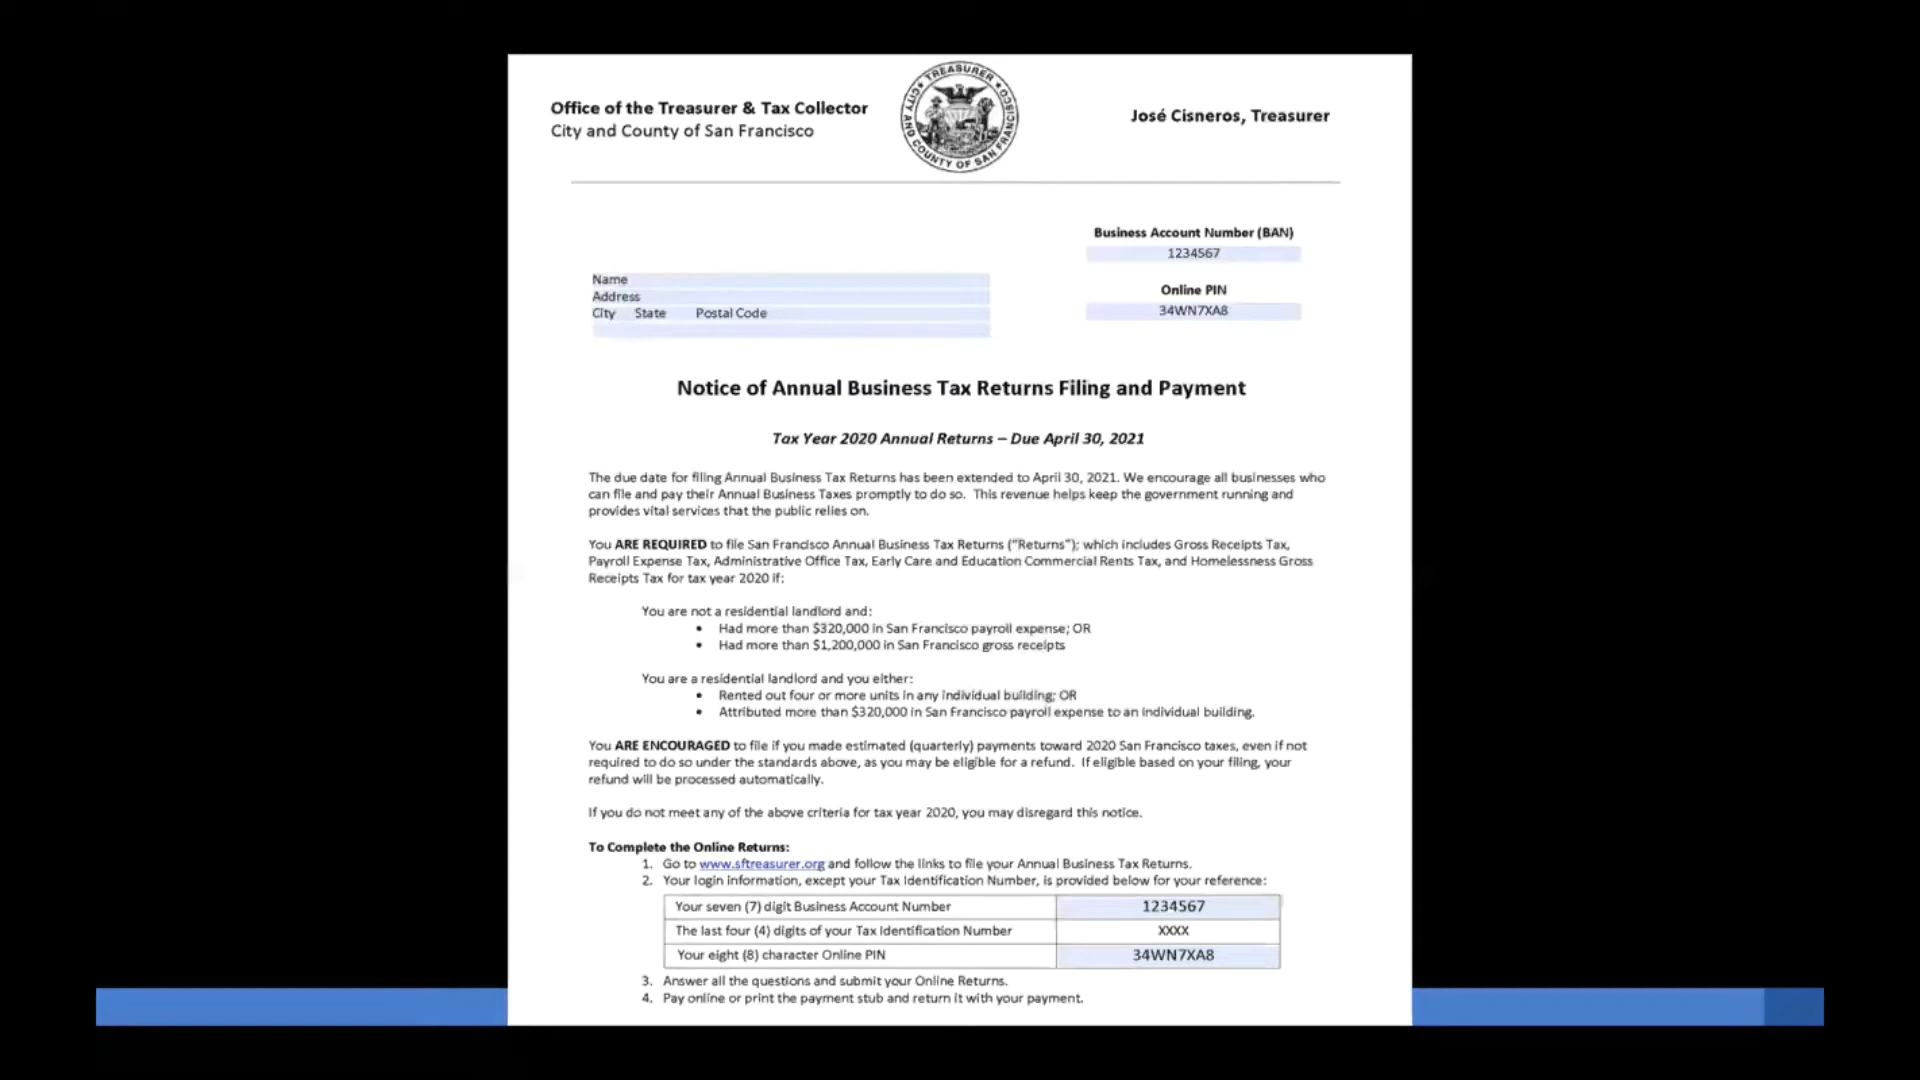 Office of the Treasurer & Tax Collector
City and County of San Francisco
TREASURER
CITY AND COUNTY OF SAN FRANCISCO
José Cisneros, Treasurer
Business Account Number (BAN)
1234567
Name
Address
City State Postal Code
Online PIN
34WN7XA8
Notice of Annual Business Tax Returns Filing and Payment
Tax Year 2020 Annual Returns – Due April 30, 2021
The due date for filing Annual Business Tax Returns has been extended to April 30, 2021. We encourage all businesses who
can file and pay their Annual Business Taxes promptly to do so. This revenue helps keep the government running and
provides vital services that the public relies on.
You ARE REQUIRED to file San Francisco Annual Business Tax Returns (“Returns”); which includes Gross Receipts Tax,
Payroll Expense Tax, Administrative Office Tax, Early Care and Education Commercial Rents Tax, and Homelessness Gross
Receipts Tax for tax year 2020 if:
You are not a residential landlord and:
• Had more than $320,000 in San Francisco payroll expense; OR
• Had more than $1,200,000 in San Francisco gross receipts
You are a residential landlord and you either:
• Rented out four or more units in any individual building; OR
• Attributed more than $320,000 in San Francisco payroll expense to an individual building.
You ARE ENCOURAGED to file if you made estimated (quarterly) payments toward 2020 San Francisco taxes, even if not
required to do so under the standards above, as you may be eligible for a refund. If eligible based on your filing, your
refund will be processed automatically.
If you do not meet any of the above criteria for tax year 2020, you may disregard this notice.
To Complete the Online Returns:
1. Go to www.sftreasurer.org and follow the links to file your Annual Business Tax Returns.
2. Your login information, except your Tax Identification Number, is provided below for your reference:
Your seven (7) digit Business Account Number 1234567
The last four (4) digits of your Tax Identification Number XXXX
Your eight (8) character Online PIN 34WN7XA8
3. Answer all the questions and submit your Online Returns.
4. Pay online or print the payment stub and return it with your payment.